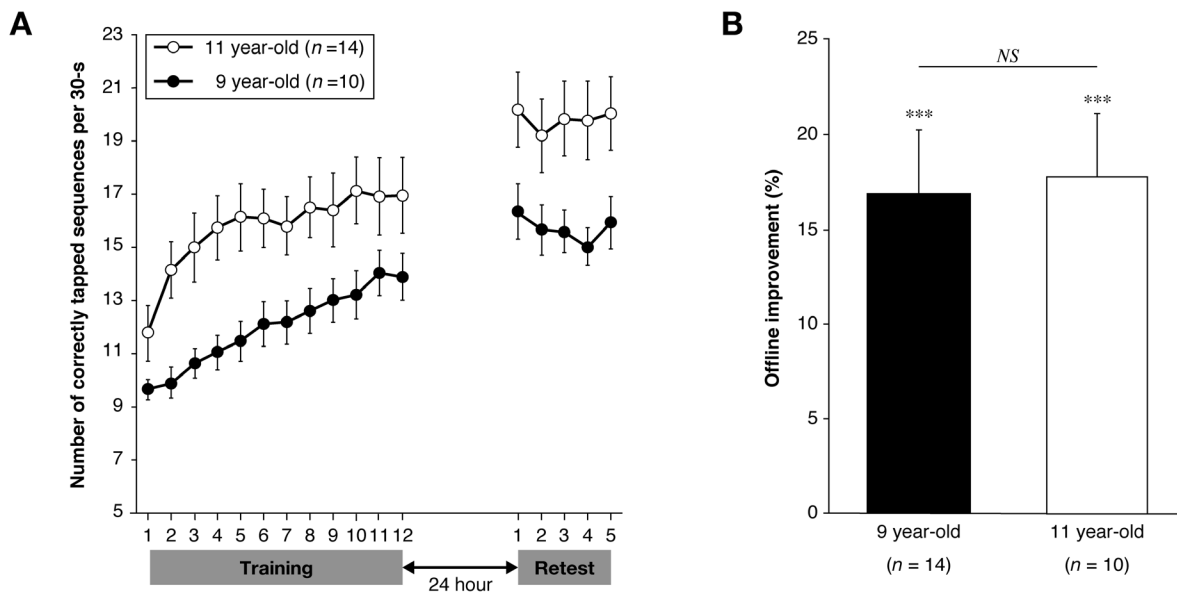 A
Number of correctly tapped sequences per 30-s
23
21
19
17
15
13
11
9
7
5
11 year-old (n =14)
9 year-old (n =10)
1 2 3 4 5 6 7 8 9 10 11 12
1 2 3 4 5
Training
24 hour
Retest
B
Offline improvement (%)
25
20
15
10
5
0
NS
*** ***
9 year-old 11 year-old
(n = 14) (n = 10)